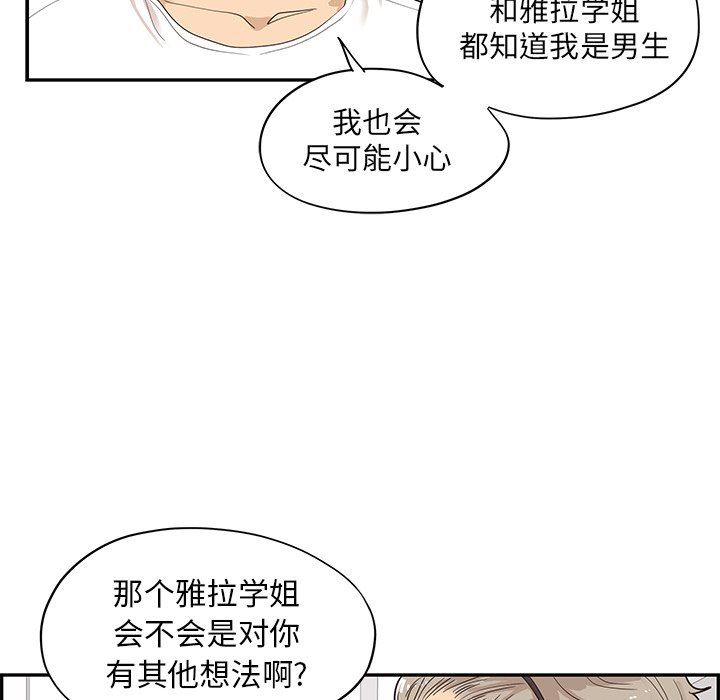 和雅拉学姐
都知道我是男生
我也会
尽可能小心
那个雅拉学姐
会不会是对你
有其他想法啊?